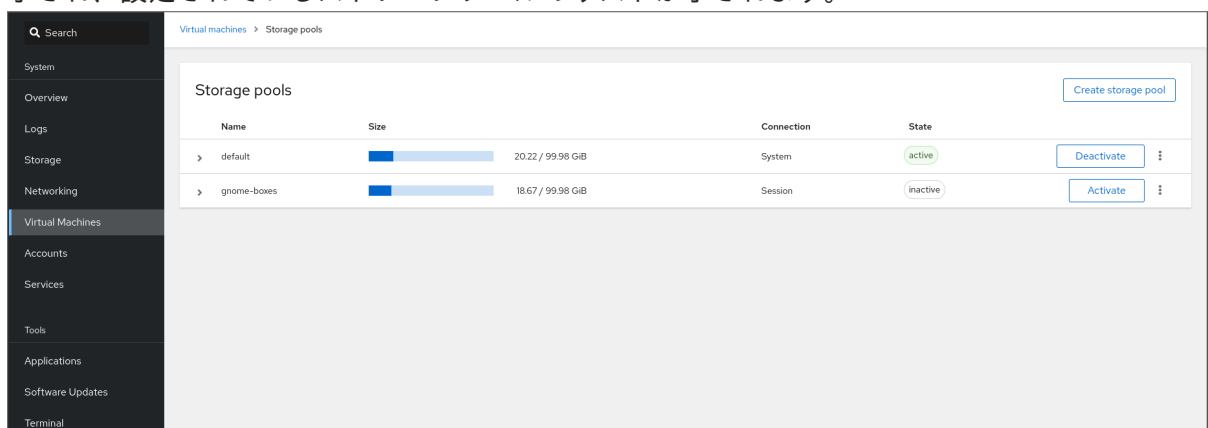 Search
Virtual machines > Storage pools
System
Overview
Logs
Storage
Networking
Virtual Machines
Accounts
Services
Tools
Applications
Software Updates
Terminal
Storage pools
Create storage pool
Name Size Connection State
default 20.22 / 99.98 GiB System active Deactivate
gnome-boxes 18.67 / 99.98 GiB Session inactive Activate